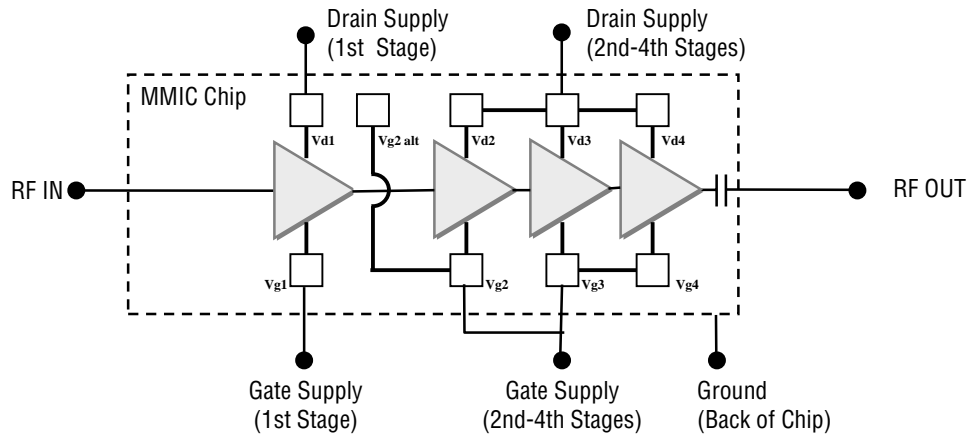 Drain Supply
(1st Stage)
Drain Supply
(2nd-4th Stages)
MMIC Chip
Vd1
Vg2 alt
Vd2
Vd3
Vd4
RF IN
RF OUT
Vg1
Vg2
Vg3
Vg4
Gate Supply
(1st Stage)
Gate Supply
(2nd-4th Stages)
Ground
(Back of Chip)